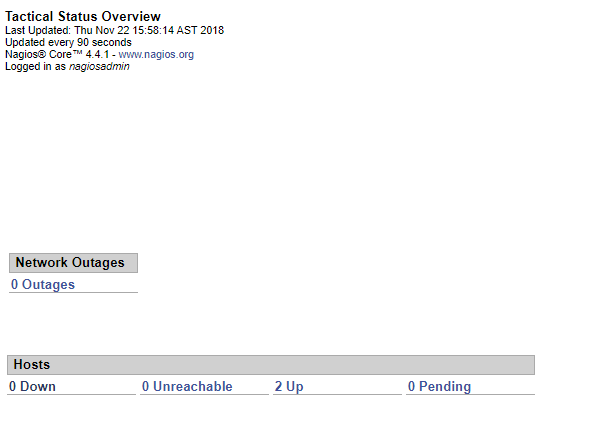 Tactical Status Overview
Last Updated: Thu Nov 22 15:58:14 AST 2018
Updated every 90 seconds
Nagios® Core™ 4.4.1 - www.nagios.org
Logged in as nagiosadmin
Network Outages
0 Outages
Hosts
0 Down 0 Unreachable 2 Up 0 Pending